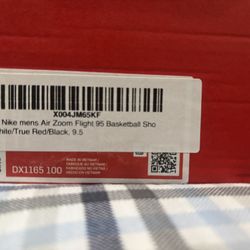 X004JM65KF
Nike mens Air Zoom Flight 95 Basketball Sho
hite/True Red/Black, 9.5
DX1165 100
MADE IN VIETNAM